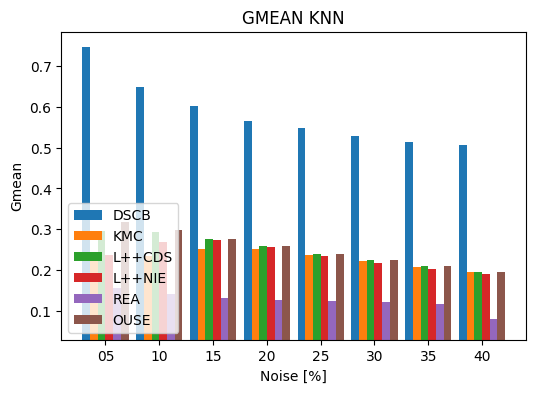 GMEAN KNN
Gmean
0.7
0.6
0.5
0.4
0.3
0.2
0.1
DSCB
KMC
L++CDS
L++NIE
REA
OUSE
05 10 15 20 25 30 35 40
Noise [%]